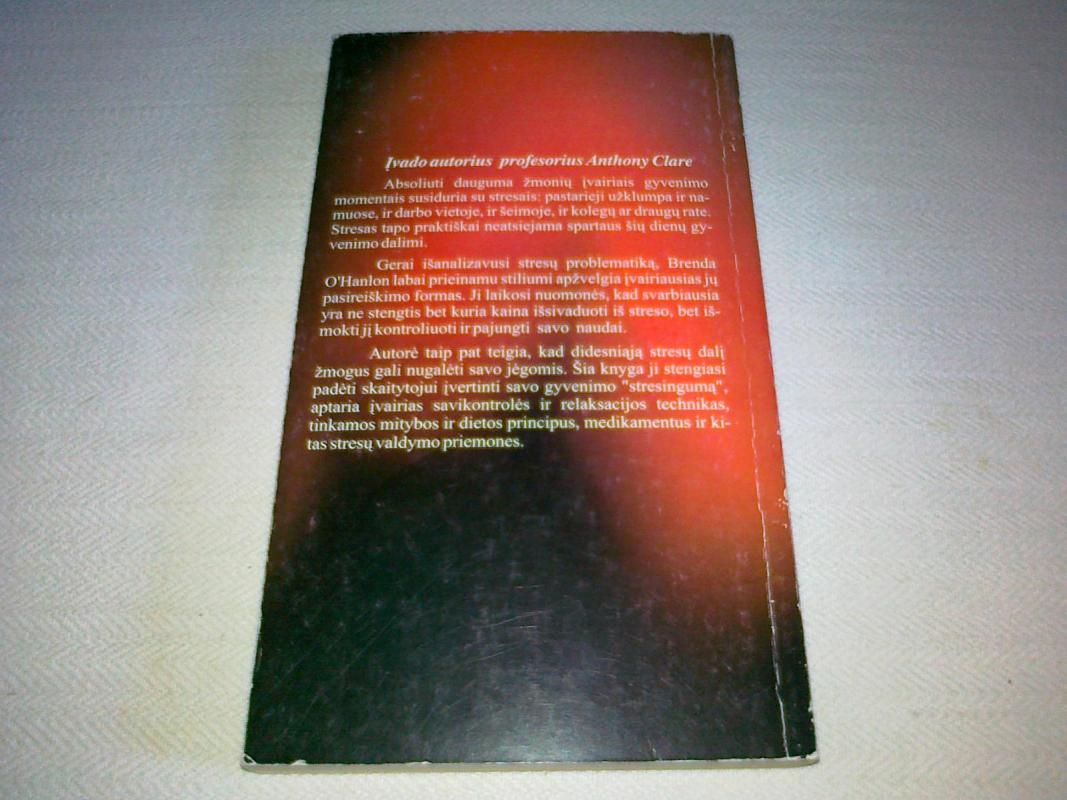 Įvado autorius profesorius Anthony Clare
Absoliuti dauguma žmonių įvairiais gyvenimo
momentais susiduria su stresais: pastarieji užklumpa ir na-
muose, ir darbo vietoje, ir šeimoje, ir kolegų ar draugų rate.
Stresas tapo praktiškai neatsiejama spartaus šių dienų gy-
venimo dalimi.
Gerai išanalizavusi stresų problematiką, Brenda
O'Hanlon labai prieinamu stiliumi apžvelgia įvairiausias jų
pasireiškimo formas. Ji laikosi nuomonės, kad svarbiausia
yra ne stengtis bet kuria kaina išsivaduoti iš streso, bet iš-
mokti jį kontroliuoti ir pajungti savo naudai.
Autorė taip pat teigia, kad didesniąją stresų dalį
žmogus gali nugalėti savo jėgomis. Šia knyga ji stengiasi
padėti skaitytojui įvertinti savo gyvenimo "stresingumą",
aptaria įvairias savikontrolės ir relaksacijos technikas,
tinkamos mitybos ir dietos principus, medikamentus ir ki-
tas stresų valdymo priemones.